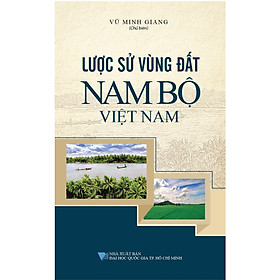 VŨ MINH GIANG
(Chủ biên)
LƯỢC SỬ VÙNG ĐẤT
NAM BỘ
VIỆT NAM
NHÀ XUẤT BẢN
ĐẠI HỌC QUỐC GIA TP. HỒ CHÍ MINH